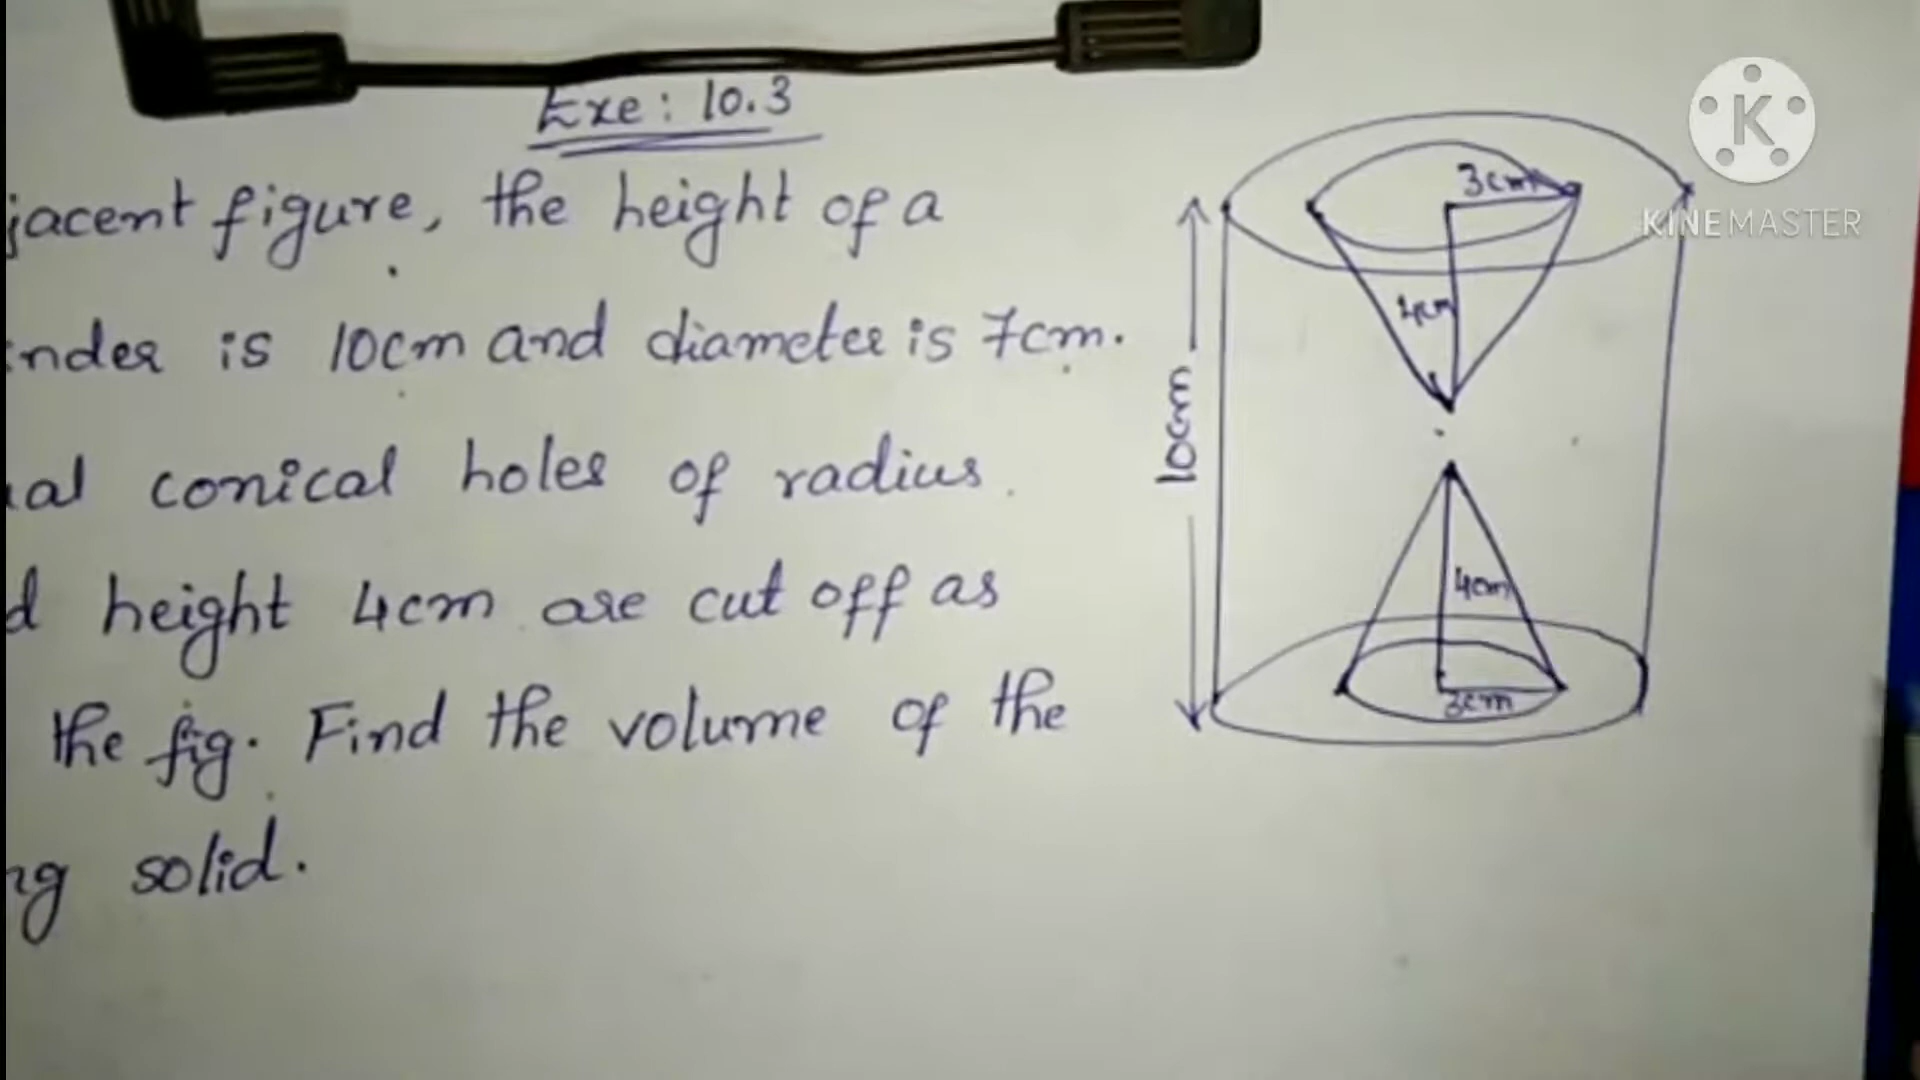 Exe: 10.3
jacent figure, the height of a
nder is 10cm and diameter is 7cm.
al conical holes of radius
d height 4cm are cut off as
the fig. Find the volume of the
ng solid.
3cm
4cm
10cm
4cm
3cm
K
KINEMASTER